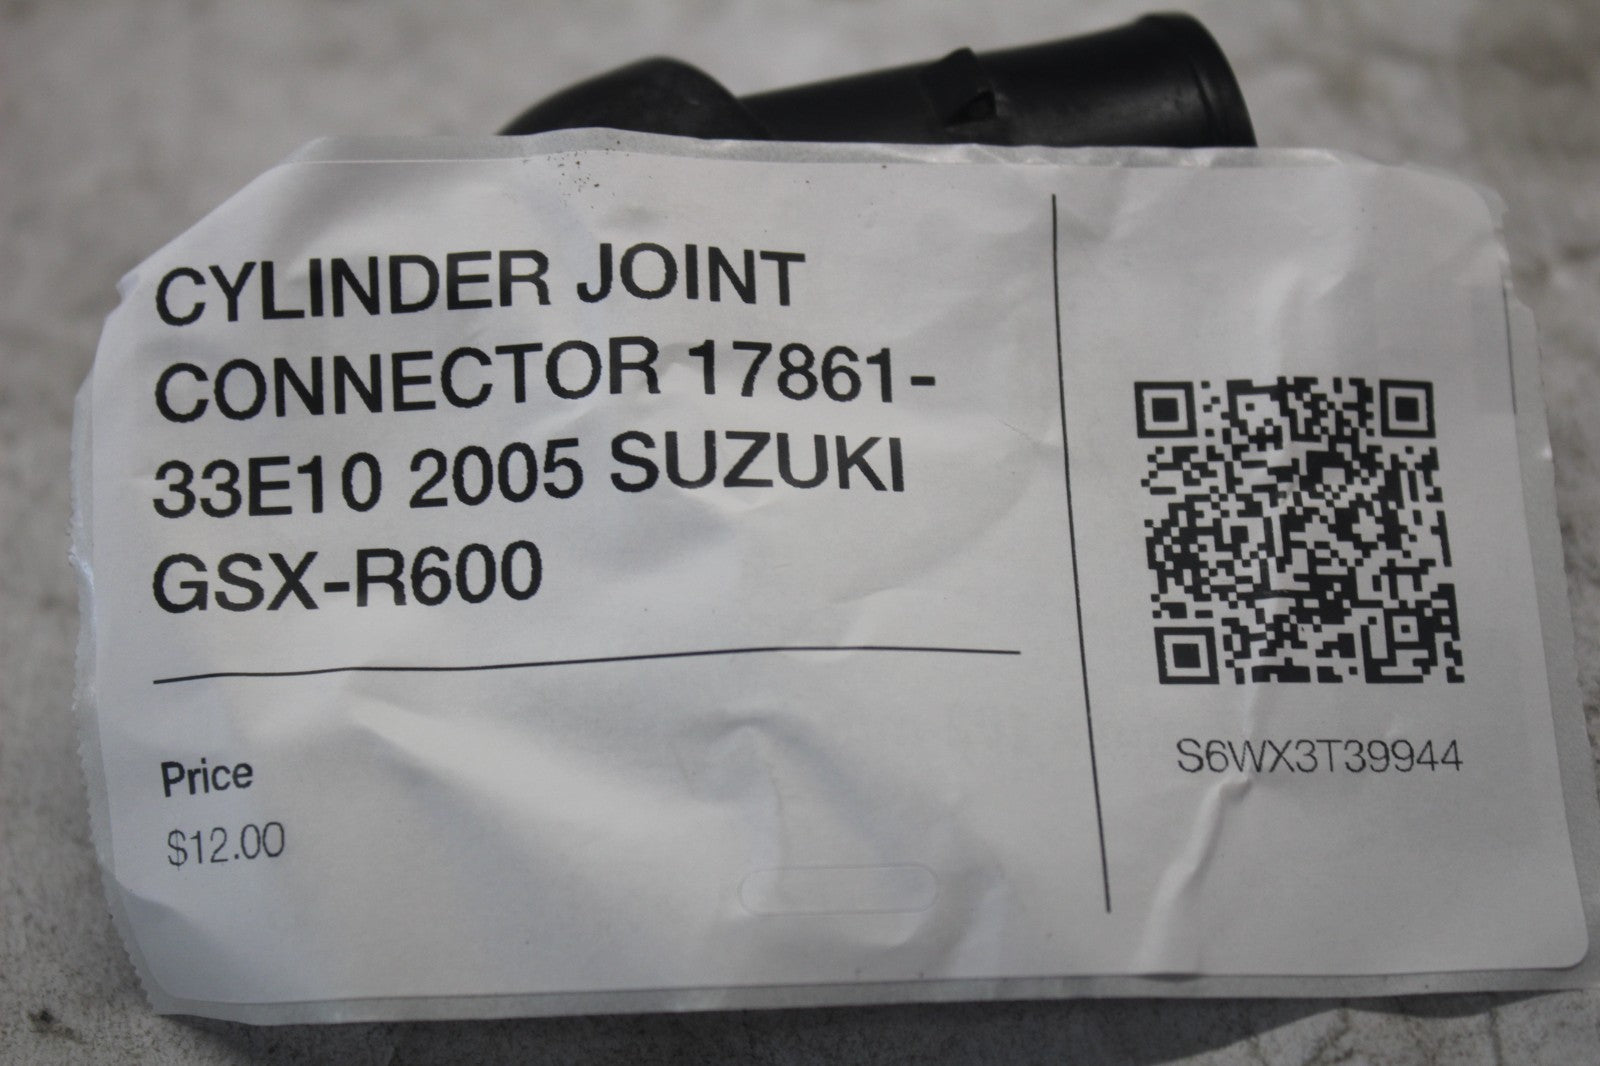 CYLINDER JOINT
CONNECTOR 17861-
33E10 2005 SUZUKI
GSX-R600
Price
$12.00
S6WX3T39944